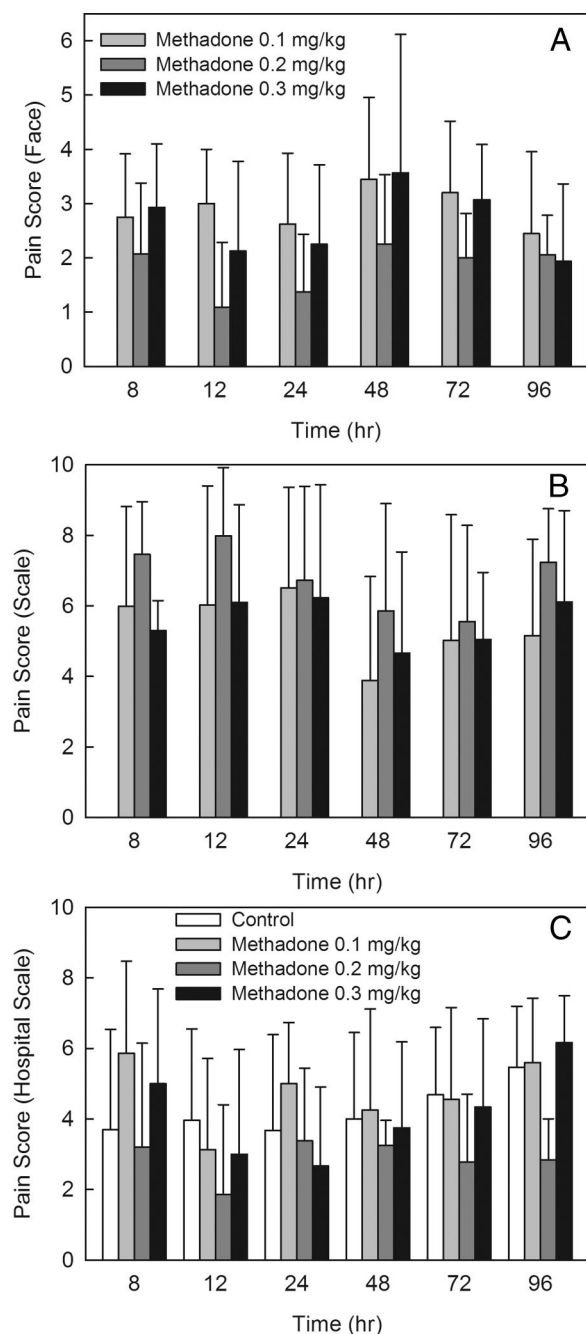 A
Methadone 0.1 mg/kg
Methadone 0.2 mg/kg
Methadone 0.3 mg/kg
Pain Score (Face)
6
5
4
3
2
1
0
8 12 24 48 72 96
Time (hr)
B
Pain Score (Scale)
10
8
6
4
2
0
8 12 24 48 72 96
Time (hr)
C
Control
Methadone 0.1 mg/kg
Methadone 0.2 mg/kg
Methadone 0.3 mg/kg
Pain Score (Hospital Scale)
10
8
6
4
2
0
8 12 24 48 72 96
Time (hr)